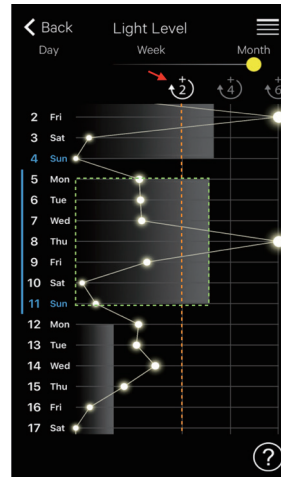 Back Light Level
Day Week Month
+2 +4 +6
2 Fri
3 Sat
4 Sun
5 Mon
6 Tue
7 Wed
8 Thu
9 Fri
10 Sat
11 Sun
12 Mon
13 Tue
14 Wed
15 Thu
16 Fri
17 Sat
?